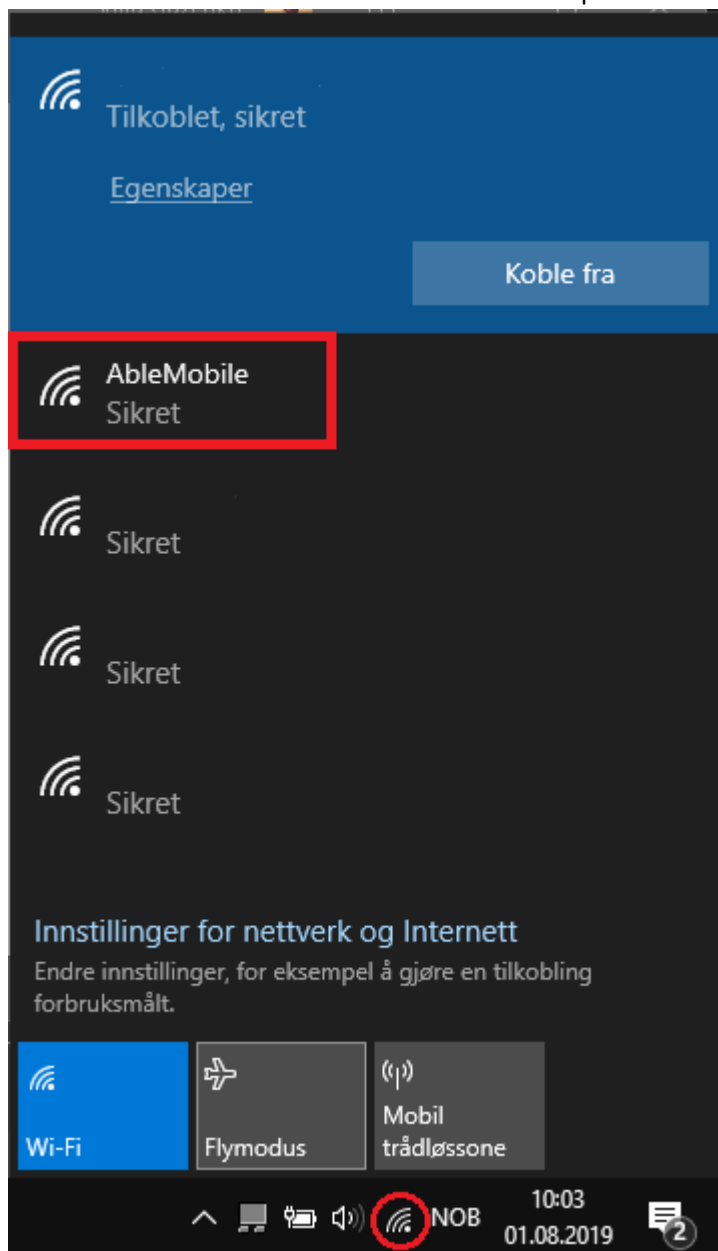 Tilkoblet, sikret
Egenskaper
Koble fra
AbleMobile
Sikret
Sikret
Sikret
Sikret
Innstillinger for nettverk og Internett
Endre innstillinger, for eksempel å gjøre en tilkobling
forbruksmålt.
Wi-Fi
Flymodus
Mobil
trådløssone
NOB
10:03
01.08.2019
2